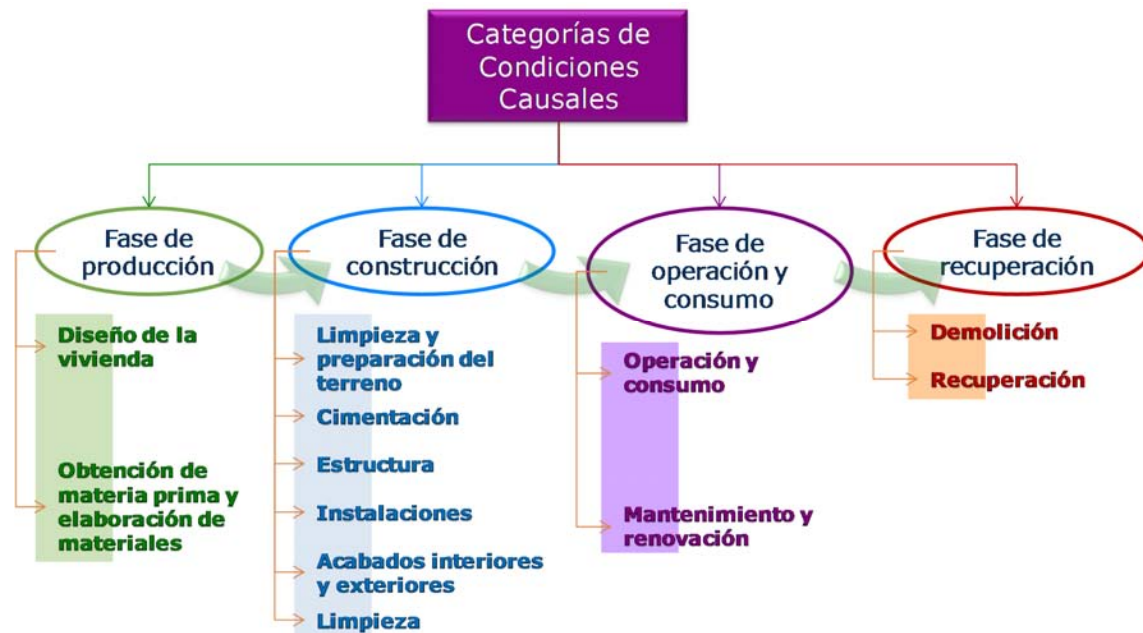 Categorías de
Condiciones
Causales
Fase de
producción
Diseño de la
vivienda
Obtención de
materia prima y
elaboración de
materiales
Fase de
construcción
Limpieza y
preparación del
terreno
Cimentación
Estructura
Instalaciones
Acabados interiores
y exteriores
Limpieza
Fase de
operación y
consumo
Operación y
consumo
Mantenimiento y
renovación
Fase de
recuperación
Demolición
Recuperación